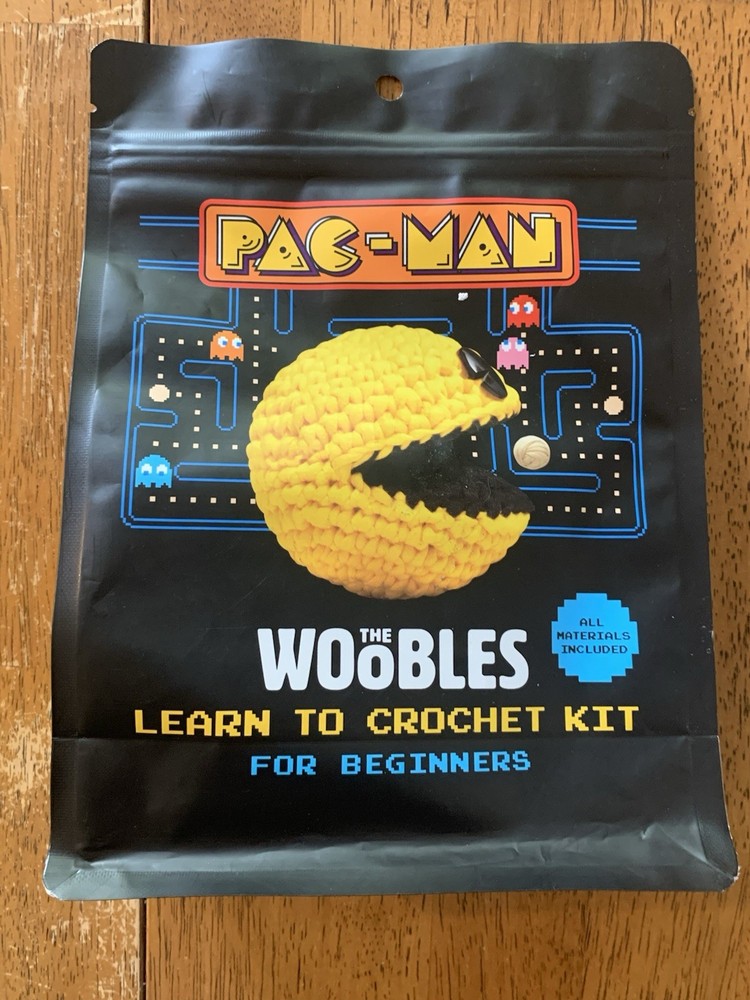 PAC-MAN
THE
WOOBLES
ALL
MATERIALS
INCLUDED
LEARN TO CROCHET KIT
FOR BEGINNERS